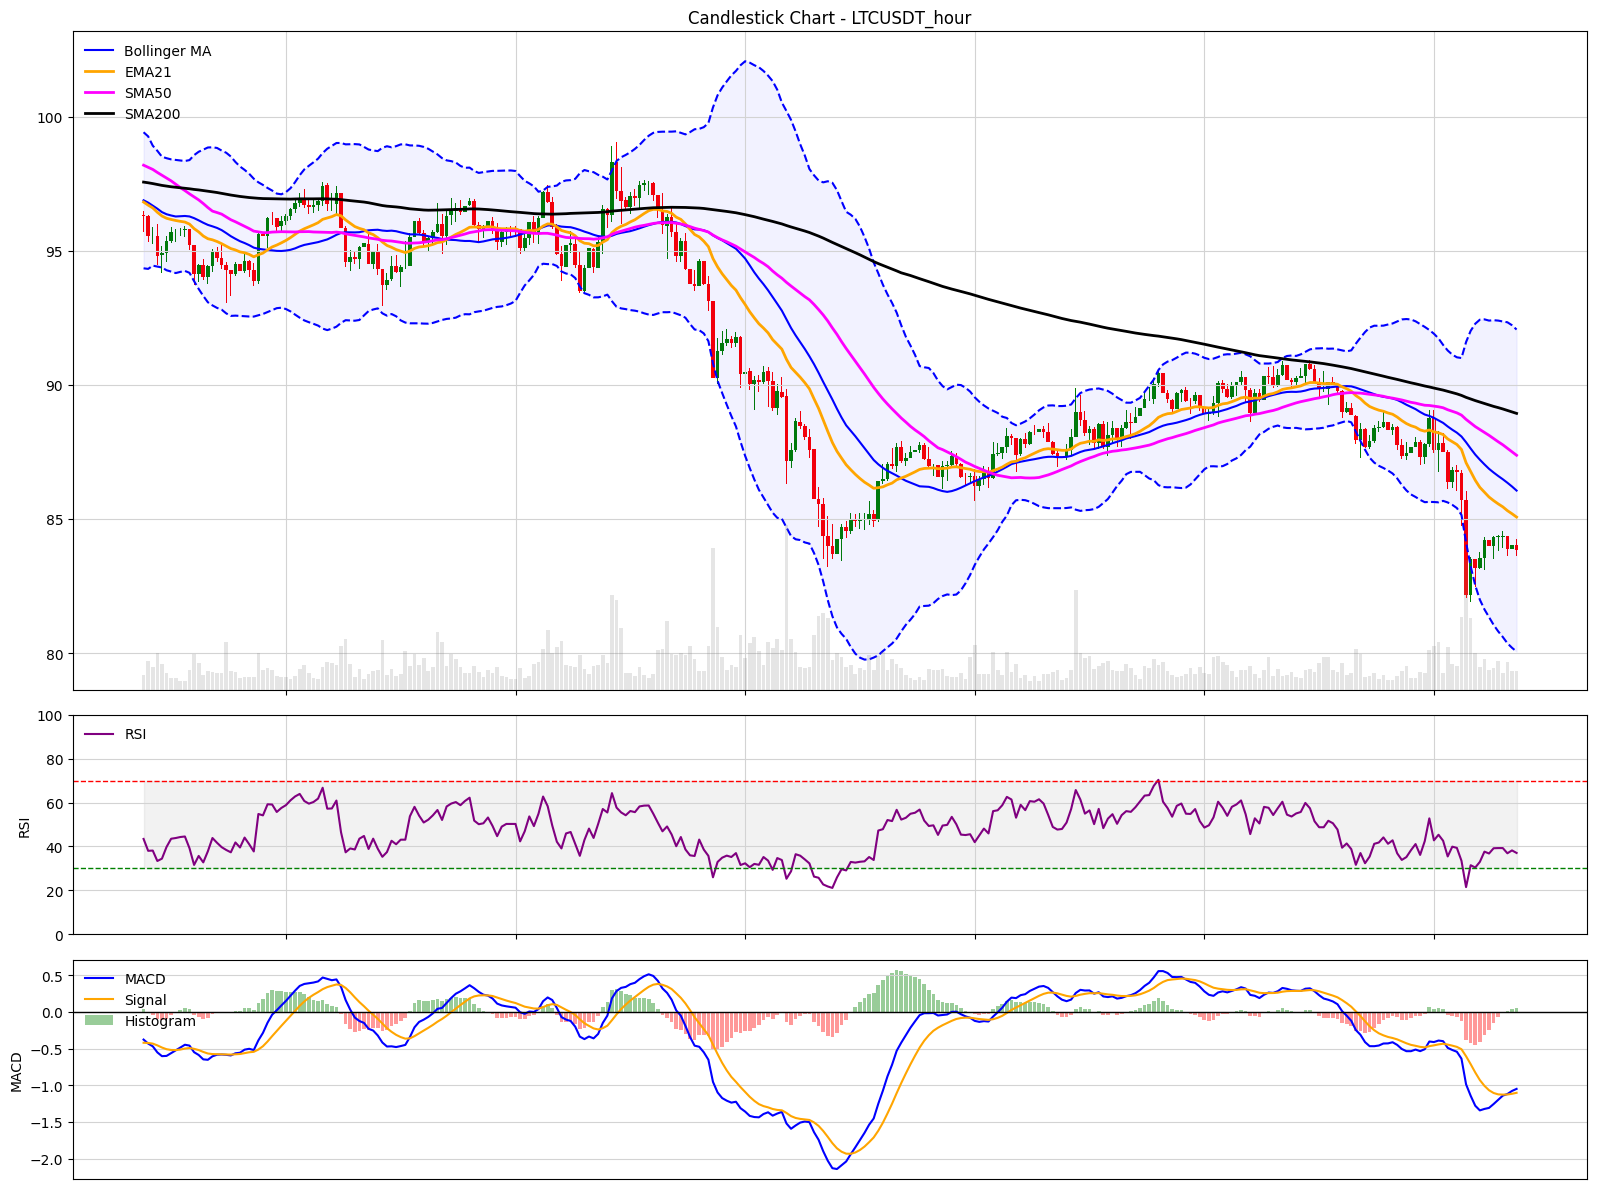 Candlestick Chart - LTCUSDT_hour
Bollinger MA
EMA21
SMA50
SMA200
100
95
90
85
80
100
80
60
40
20
0
RSI
RSI
0.5
0.0
−0.5
−1.0
−1.5
−2.0
MACD
MACD
Signal
Histogram